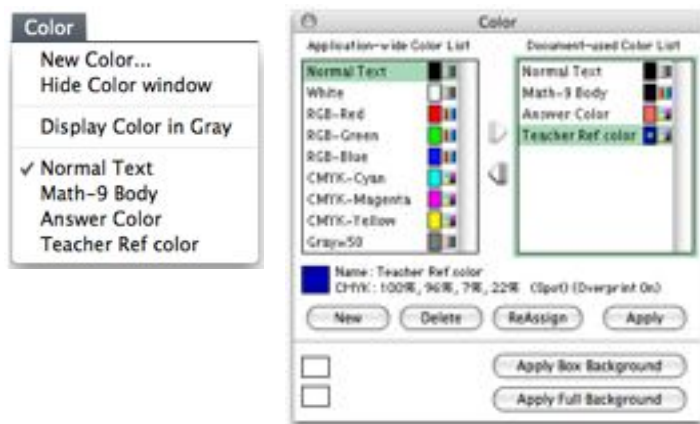 Color
New Color...
Hide Color window
Display Color in Gray
✓ Normal Text
Math-9 Body
Answer Color
Teacher Ref color
Color
Application-wide Color List
Document-used Color List
Normal Text
White
RGB-Red
RGB-Green
RGB-Blue
CMYK-Cyan
CMYK-Magenta
CMYK-Yellow
Gray=50
Normal Text
Math-9 Body
Answer Color
Teacher Ref color
Name : Teacher Ref color
CMYK : 100%, 96%, 7%, 22% (Spot) (Overprint On)
New
Delete
ReAssign
Apply
Apply Box Background
Apply Full Background